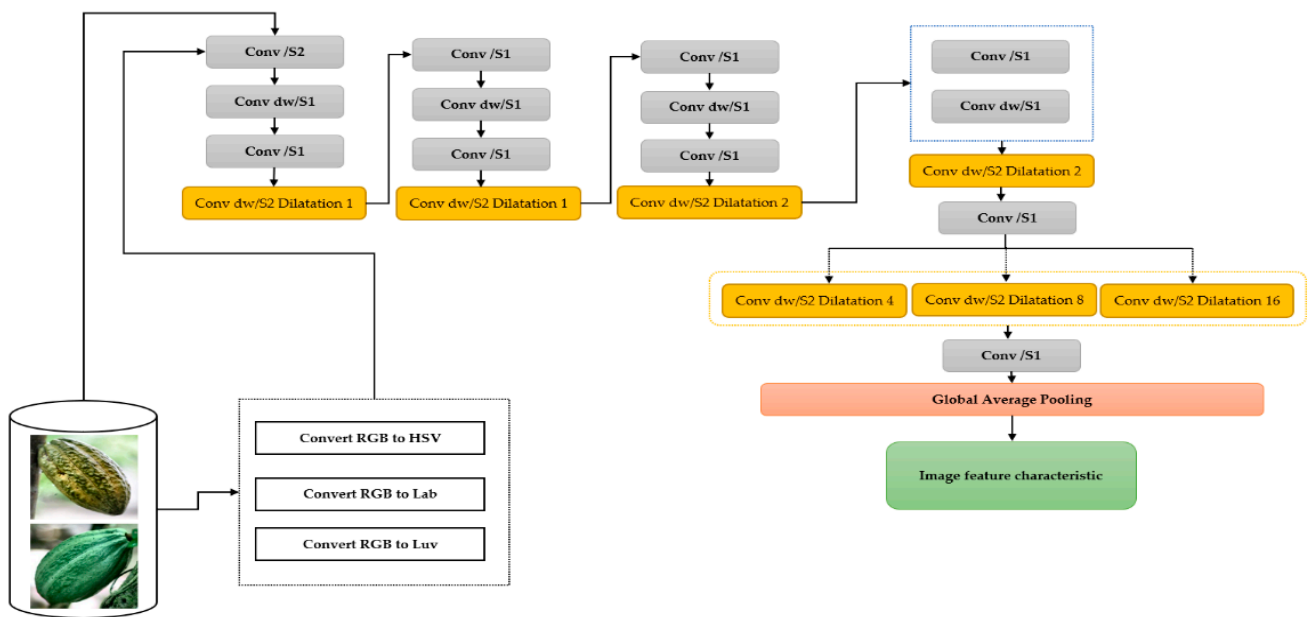 Conv /S2
Conv dw/S1
Conv /S1
Conv dw/S2 Dilatation 1
Conv /S1
Conv dw/S1
Conv /S1
Conv dw/S2 Dilatation 1
Conv /S1
Conv dw/S1
Conv /S1
Conv dw/S2 Dilatation 2
Conv /S1
Conv dw/S1
Conv dw/S2 Dilatation 2
Conv /S1
Conv dw/S2 Dilatation 4
Conv dw/S2 Dilatation 8
Conv dw/S2 Dilatation 16
Conv /S1
Global Average Pooling
Image feature characteristic
Convert RGB to HSV
Convert RGB to Lab
Convert RGB to Luv